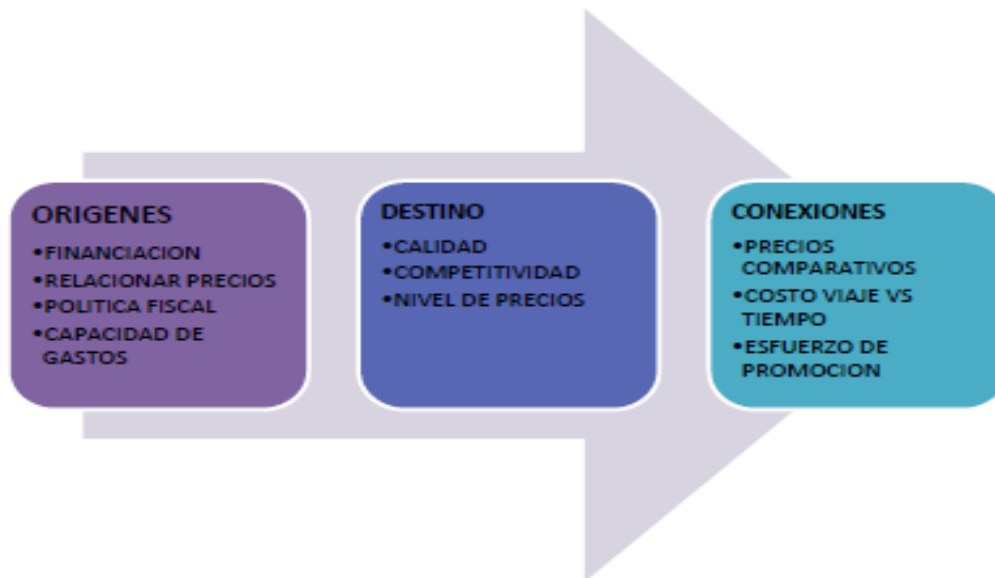 ORIGENES
•FINANCIACION
•RELACIONAR PRECIOS
•POLITICA FISCAL
•CAPACIDAD DE
GASTOS
DESTINO
•CALIDAD
•COMPETITIVIDAD
•NIVEL DE PRECIOS
CONEXIONES
•PRECIOS
COMPARATIVOS
•COSTO VIAJE VS
TIEMPO
•ESFUERZO DE
PROMOCION